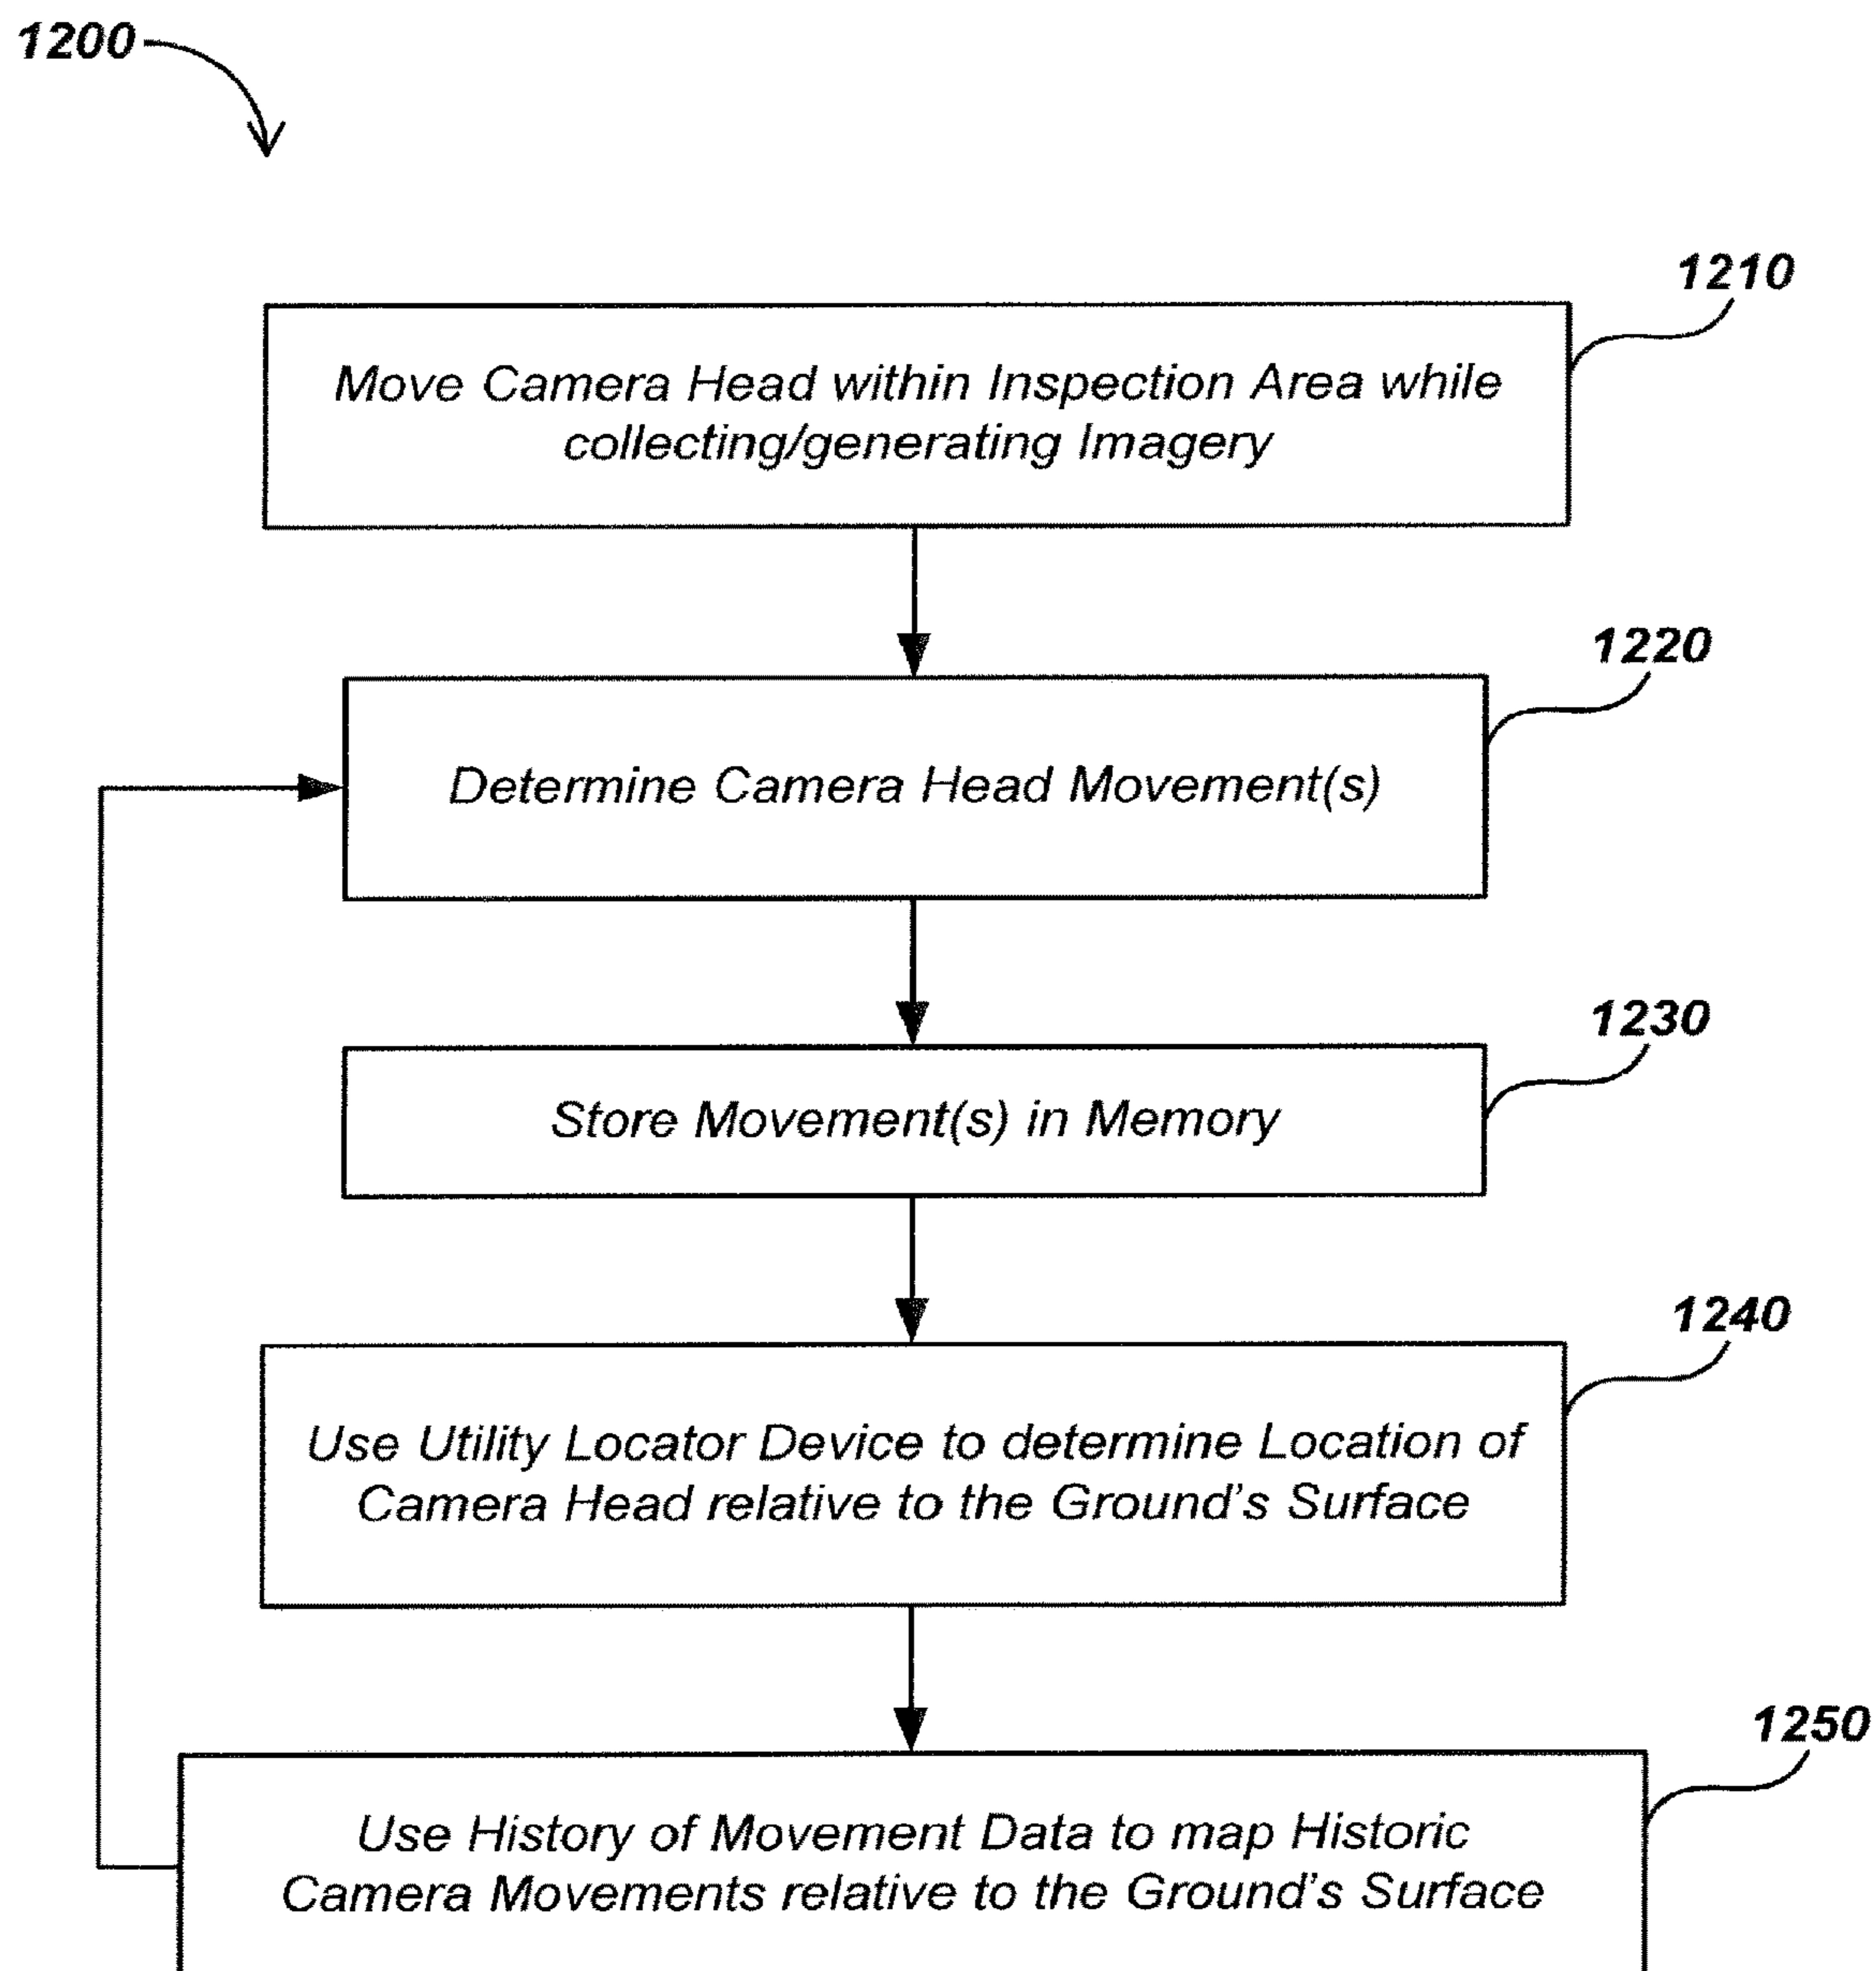 1200
1210
Move Camera Head within Inspection Area while
collecting/generating Imagery
1220
Determine Camera Head Movement(s)
1230
Store Movement(s) in Memory
1240
Use Utility Locator Device to determine Location of
Camera Head relative to the Ground's Surface
1250
Use History of Movement Data to map Historic
Camera Movements relative to the Ground's Surface